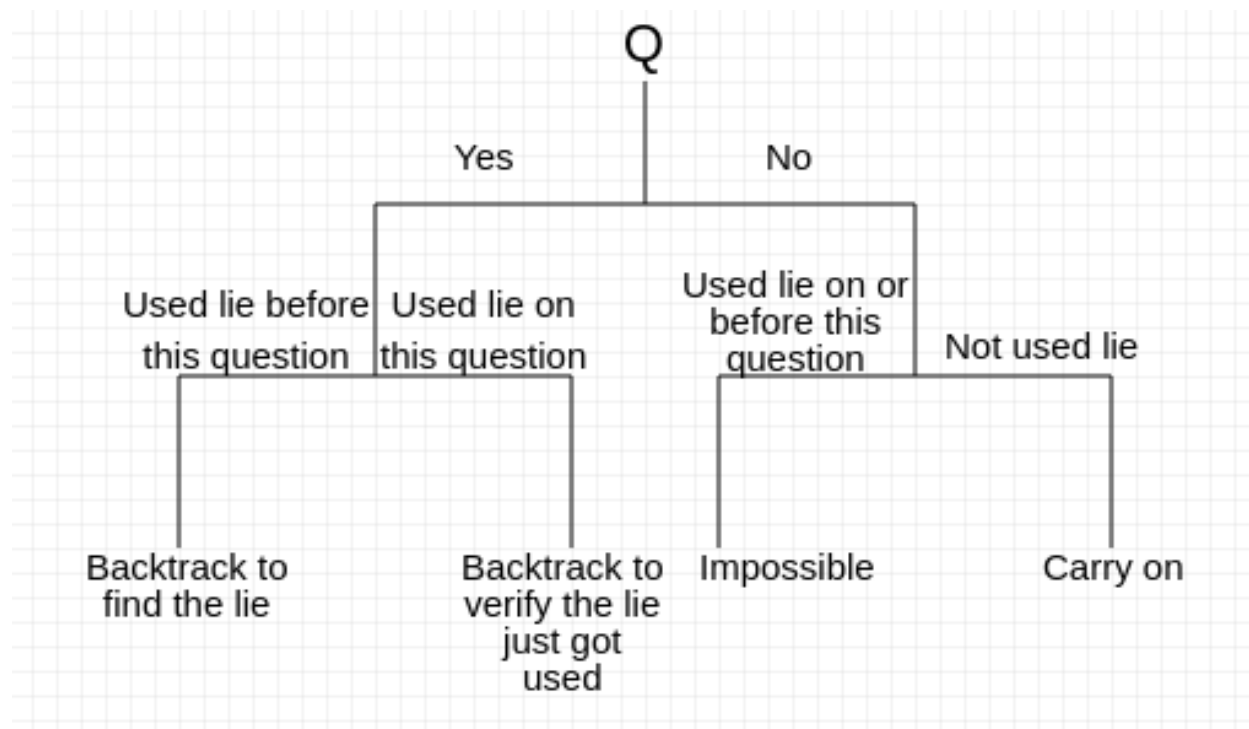 Q
Yes
No
Used lie before
this question
Used lie on
this question
Used lie on or
before this
question
Not used lie
Backtrack to
find the lie
Backtrack to
verify the lie
just got
used
Impossible
Carry on